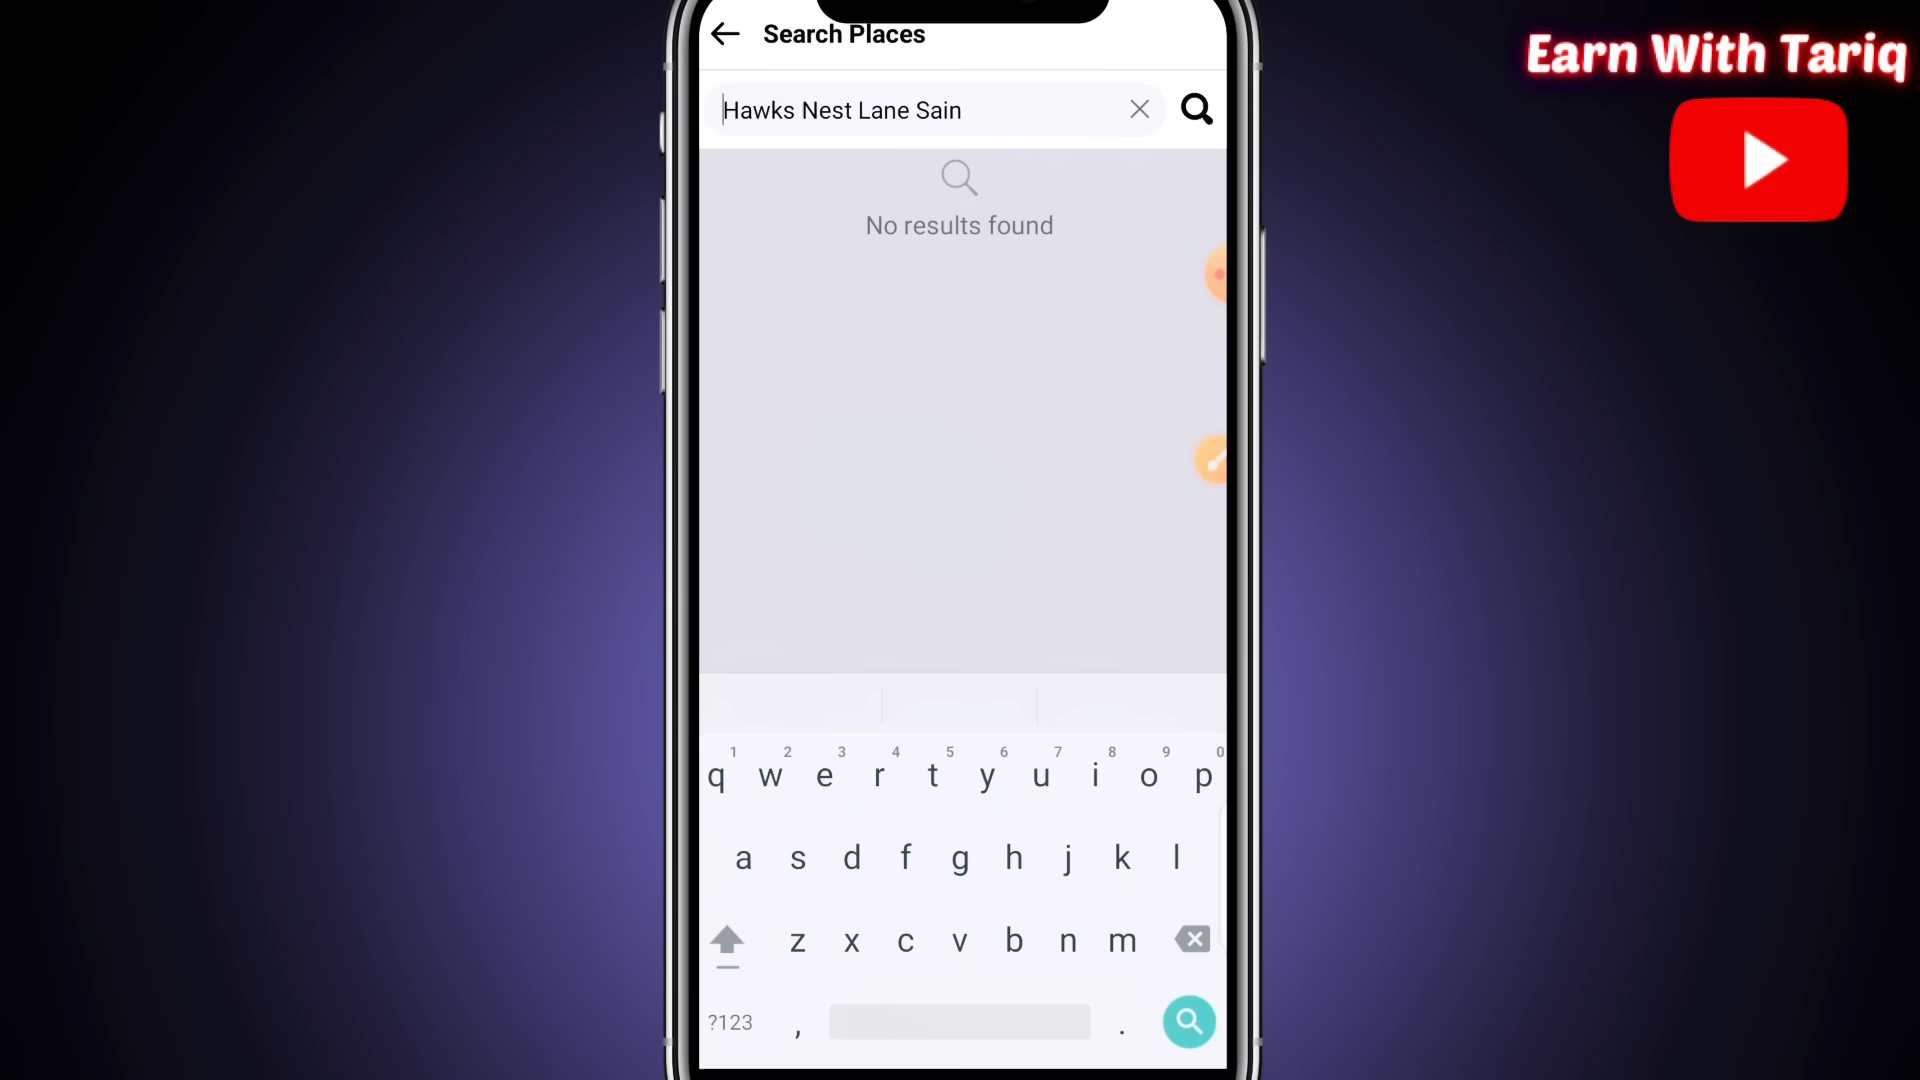 Search Places
Earn With Tariq
Hawks Nest Lane Sain
No results found
1 2 3 4 5 6 7 8 9 0
q w e r t y u i o p
a s d f g h j k l
z x c v b n m
?123 , .